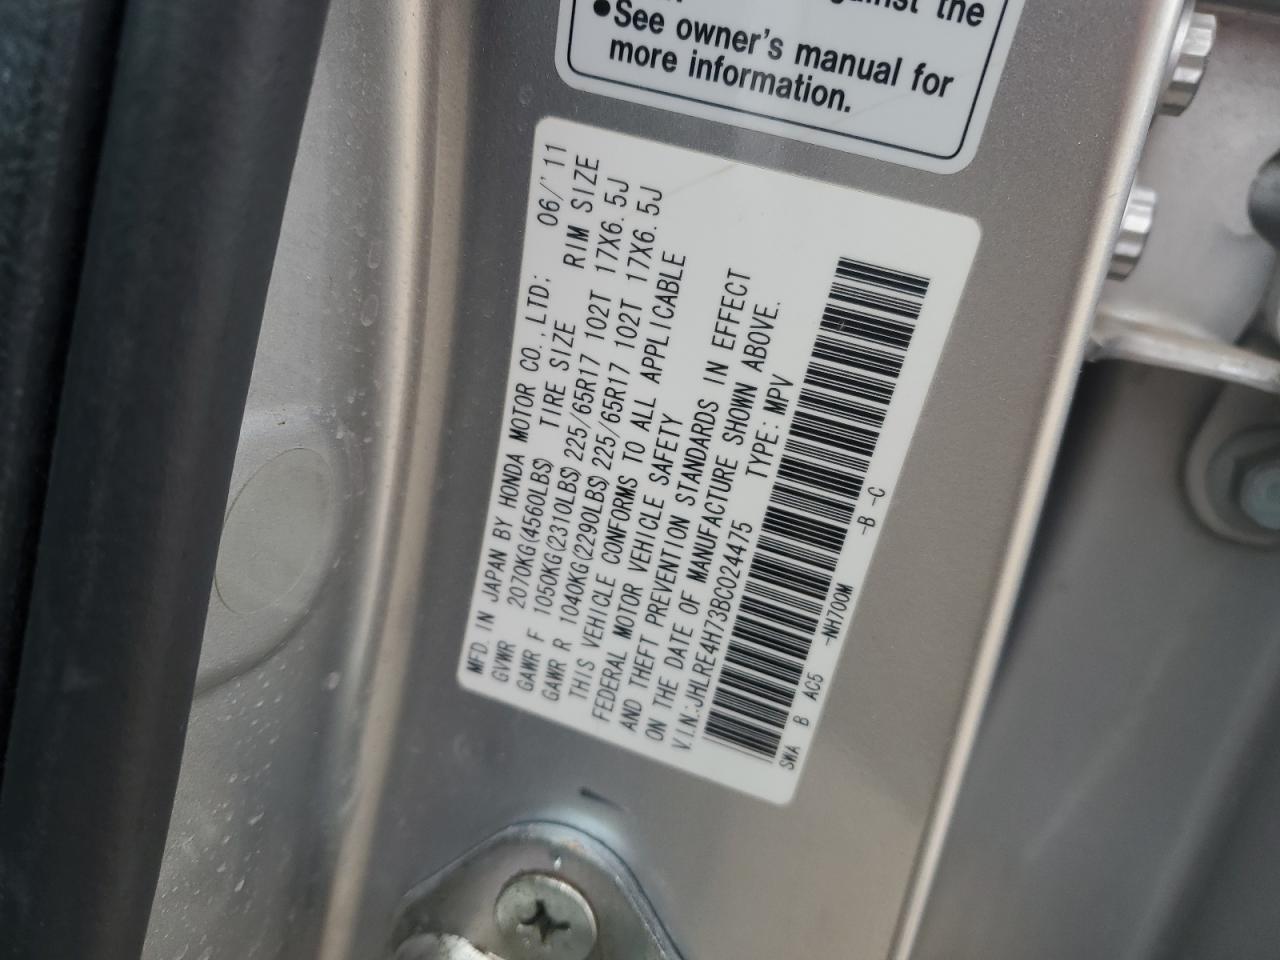 against the
●See owner's manual for
more information.
MFD. IN JAPAN BY HONDA MOTOR CO., LTD: 06/'11
GVWR 2070KG(4560LBS) TIRE SIZE RIM SIZE
GAWR F 1050KG(2310LBS) 225/65R17 102T 17X6.5J
GAWR R 1040KG(2290LBS) 225/65R17 102T 17X6.5J
THIS VEHICLE CONFORMS TO ALL APPLICABLE
FEDERAL MOTOR VEHICLE SAFETY
AND THEFT PREVENTION STANDARDS IN EFFECT
ON THE DATE OF MANUFACTURE SHOWN ABOVE.
V.I.N.:JHLRE4H73BC024475 TYPE:MPV
SWA B AC5 -NH700M -B -C